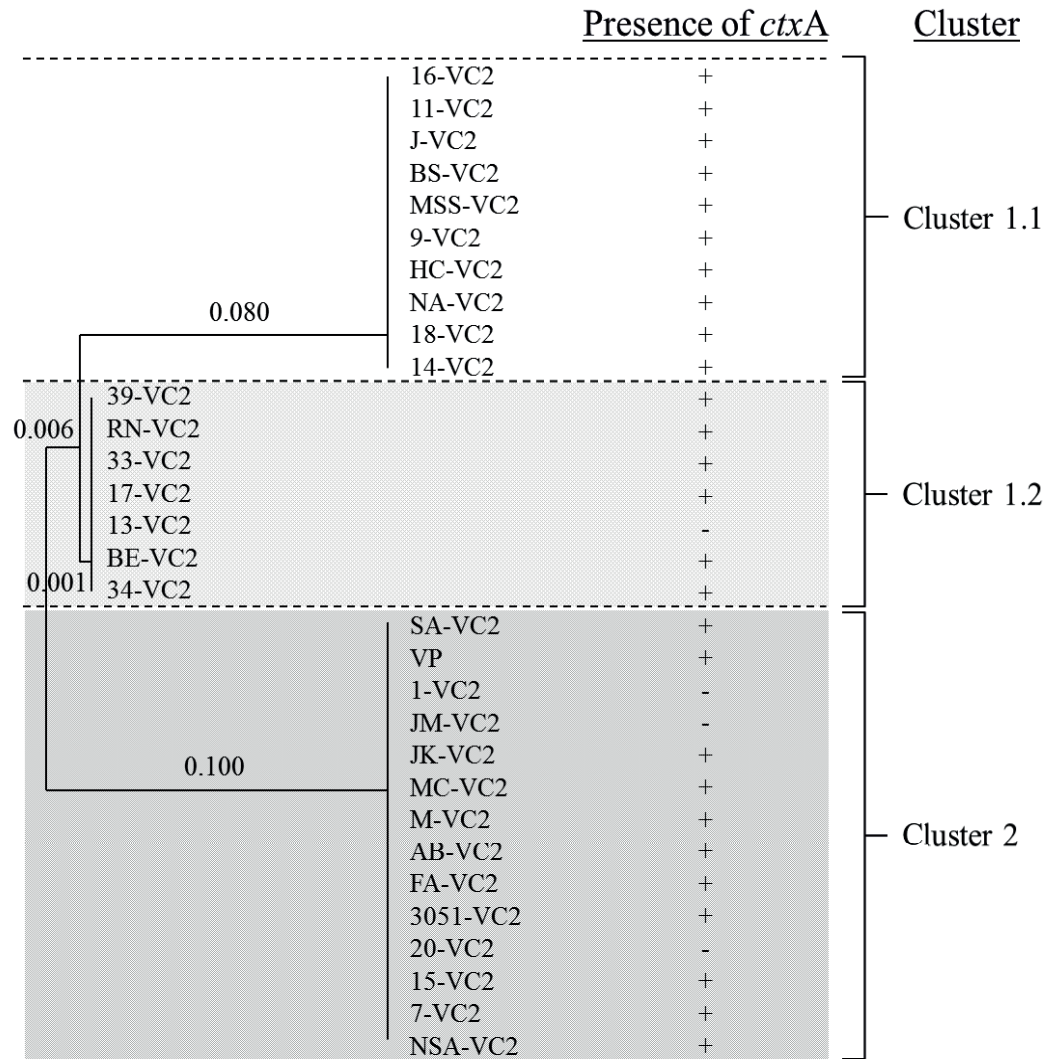 Presence of ctxA Cluster
16-VC2 +
11-VC2 +
J-VC2 +
BS-VC2 +
MSS-VC2 +
Cluster 1.1
9-VC2 +
HC-VC2 +
NA-VC2 +
0.080
18-VC2 +
14-VC2 +
39-VC2 +
0.006
RN-VC2 +
33-VC2 +
17-VC2 +
Cluster 1.2
13-VC2 -
BE-VC2 +
0.001
34-VC2 +
SA-VC2 +
VP +
1-VC2 -
JM-VC2 -
JK-VC2 +
0.100
MC-VC2 +
M-VC2 +
Cluster 2
AB-VC2 +
FA-VC2 +
3051-VC2 +
20-VC2 -
15-VC2 +
7-VC2 +
NSA-VC2 +